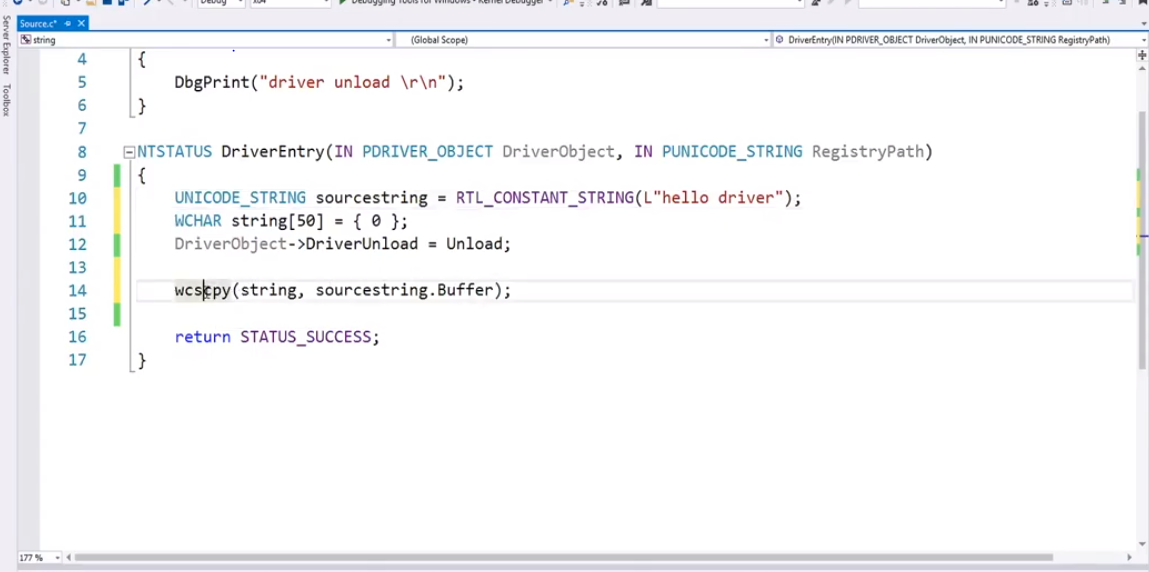 Debug x64 Debugging Tools for Windows - Kernel Debugger
Source.c*
string (Global Scope) DriverEntry(IN PDRIVER_OBJECT DriverObject, IN PUNICODE_STRING RegistryPath)
Server Explorer
Toolbox
4 {
5 DbgPrint("driver unload \r\n");
6 }
7
8 NTSTATUS DriverEntry(IN PDRIVER_OBJECT DriverObject, IN PUNICODE_STRING RegistryPath)
9 {
10 UNICODE_STRING sourcestring = RTL_CONSTANT_STRING(L"hello driver");
11 WCHAR string[50] = { 0 };
12 DriverObject->DriverUnload = Unload;
13
14 wcscpy(string, sourcestring.Buffer);
15
16 return STATUS_SUCCESS;
17 }
177 %